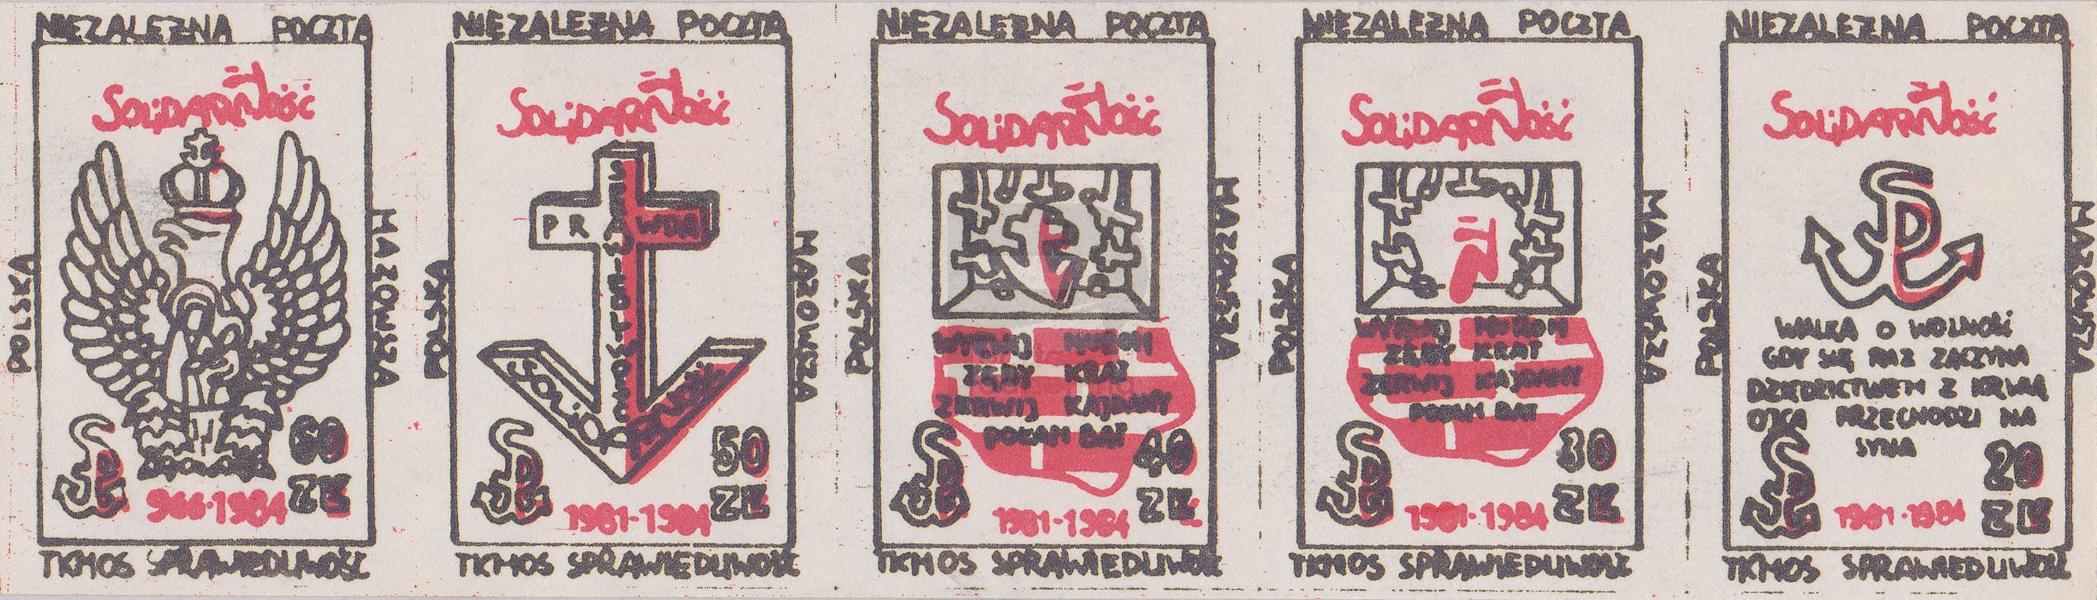 NIEZALEŻNA POCZTA
SOLiDARNOŚĆ
POLSKA
MAZOWSZA
60
ZŁ
966-1984
TKMOS SPRAWIEDLIWOŚĆ
NIEZALEŻNA POCZTA
SOLiDARNOŚĆ
PRAWDA
POLSKA
MAZOWSZA
SOLIDARNOŚĆ
50
ZŁ
1981-1984
TKMOS SPRAWIEDLIWOŚĆ
NIEZALEŻNA POCZTA
SOLiDARNOŚĆ
POLSKA
MAZOWSZA
WYRWIJ MUROM
ZĘBY KRAT
ZERWIJ KAJDANY
POŁAM BAT
40
ZŁ
1981-1984
TKMOS SPRAWIEDLIWOŚĆ
NIEZALEŻNA POCZTA
SOLiDARNOŚĆ
POLSKA
MAZOWSZA
WYRWIJ MUROM
ZĘBY KRAT
ZERWIJ KAJDANY
POŁAM BAT
30
ZŁ
1981-1984
TKMOS SPRAWIEDLIWOŚĆ
NIEZALEŻNA POCZTA
SOLiDARNOŚĆ
POLSKA
MAZOWSZA
WALKA O WOLNOŚĆ
GDY SIĘ RAZ ZACZYNA
DZIEDZICTWEM Z KRWIĄ
OJCA PRZECHODZI NA
SYNA
20
ZŁ
1981-1984
TKMOS SPRAWIEDLIWOŚĆ